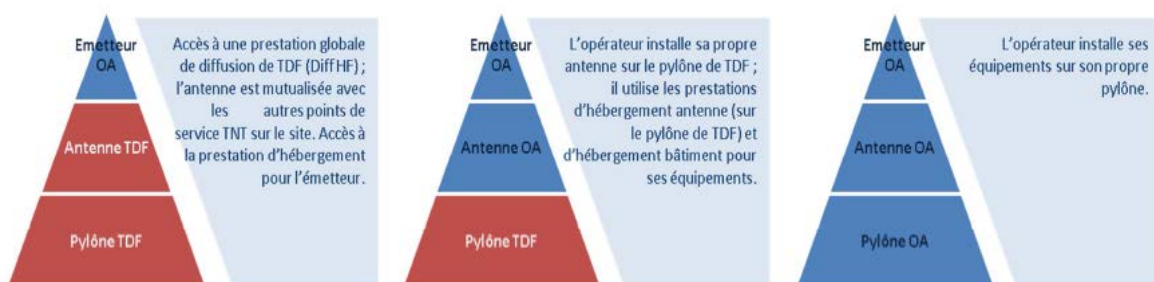 Emetteur
OA
Antenne TDF
Pylône TDF
Accès à une prestation globale
de diffusion de TDF (DiffHF) ;
l'antenne est mutualisée avec
les autres points de
service TNT sur le site. Accès à
la prestation d'hébergement
pour l'émetteur.
Emetteur
OA
Antenne OA
Pylône TDF
L'opérateur installe sa propre
antenne sur le pylône de TDF ;
il utilise les prestations
d'hébergement antenne (sur
le pylône de TDF) et
d'hébergement bâtiment pour
ses équipements.
Emetteur
OA
Antenne OA
Pylône OA
L'opérateur installe ses
équipements sur son propre
pylône.